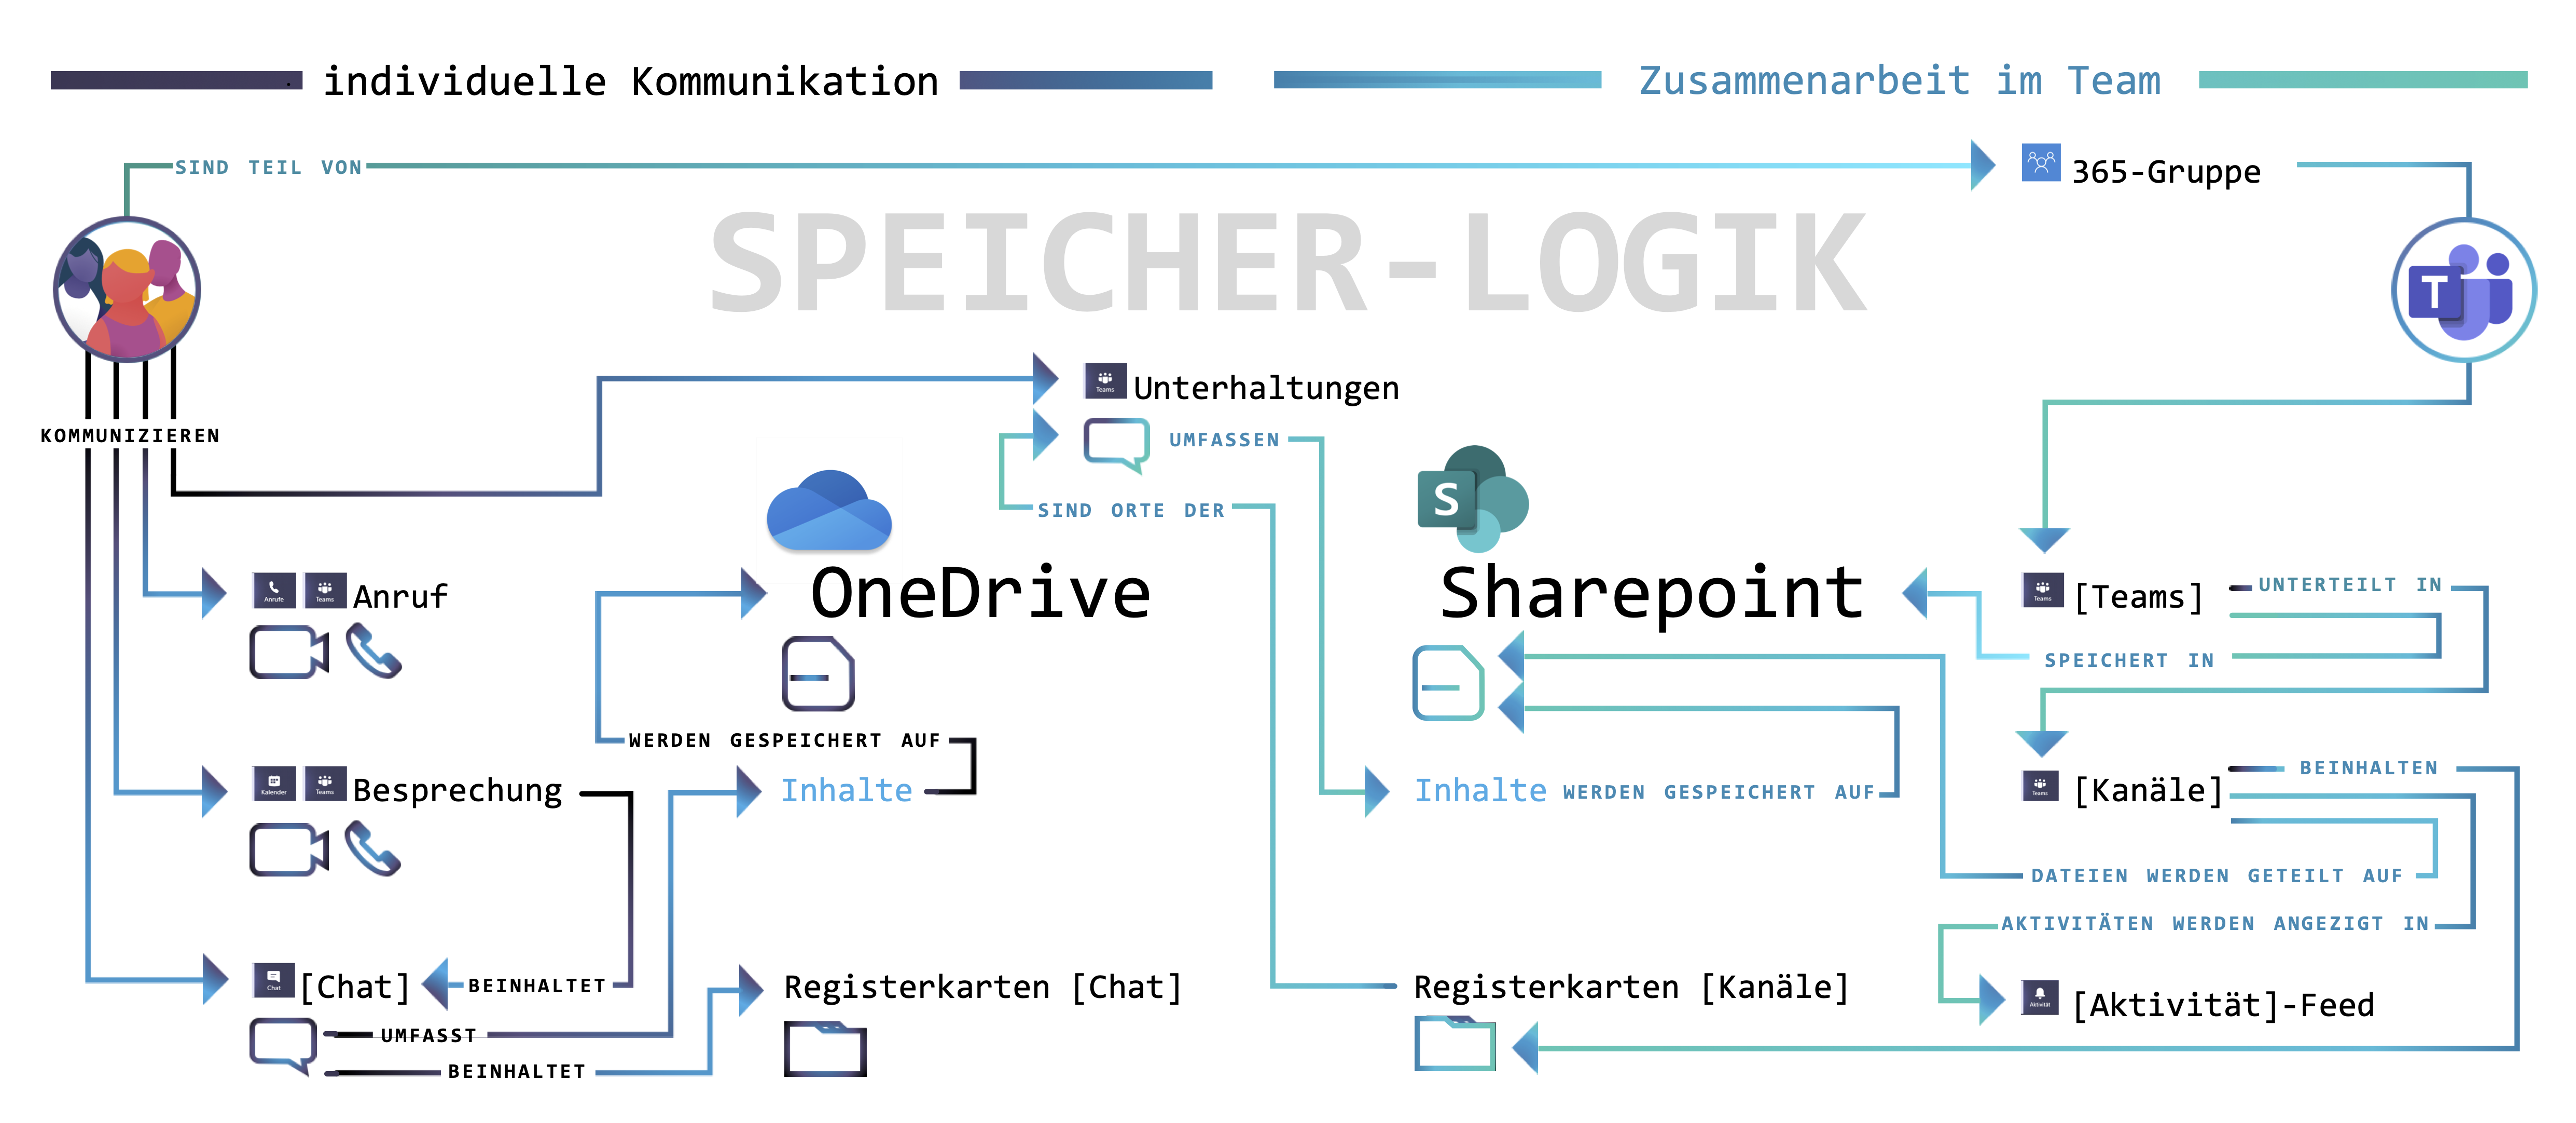 individuelle Kommunikation
Zusammenarbeit im Team
SIND TEIL VON
365-Gruppe
SPEICHER-LOGIK
T
Teams
Unterhaltungen
KOMMUNIZIEREN
UMFASSEN
S
SIND ORTE DER
Anrufe
Teams
Anruf
OneDrive
Sharepoint
Teams
[Teams]
UNTERTEILT IN
SPEICHERT IN
WERDEN GESPEICHERT AUF
Kalender
Teams
Besprechung
Inhalte
Inhalte
WERDEN GESPEICHERT AUF
Teams
[Kanäle]
BEINHALTEN
DATEIEN WERDEN GETEILT AUF
AKTIVITÄTEN WERDEN ANGEZIGT IN
Chat
[Chat]
BEINHALTET
Registerkarten [Chat]
Registerkarten [Kanäle]
Aktivität
[Aktivität]-Feed
UMFASST
BEINHALTET